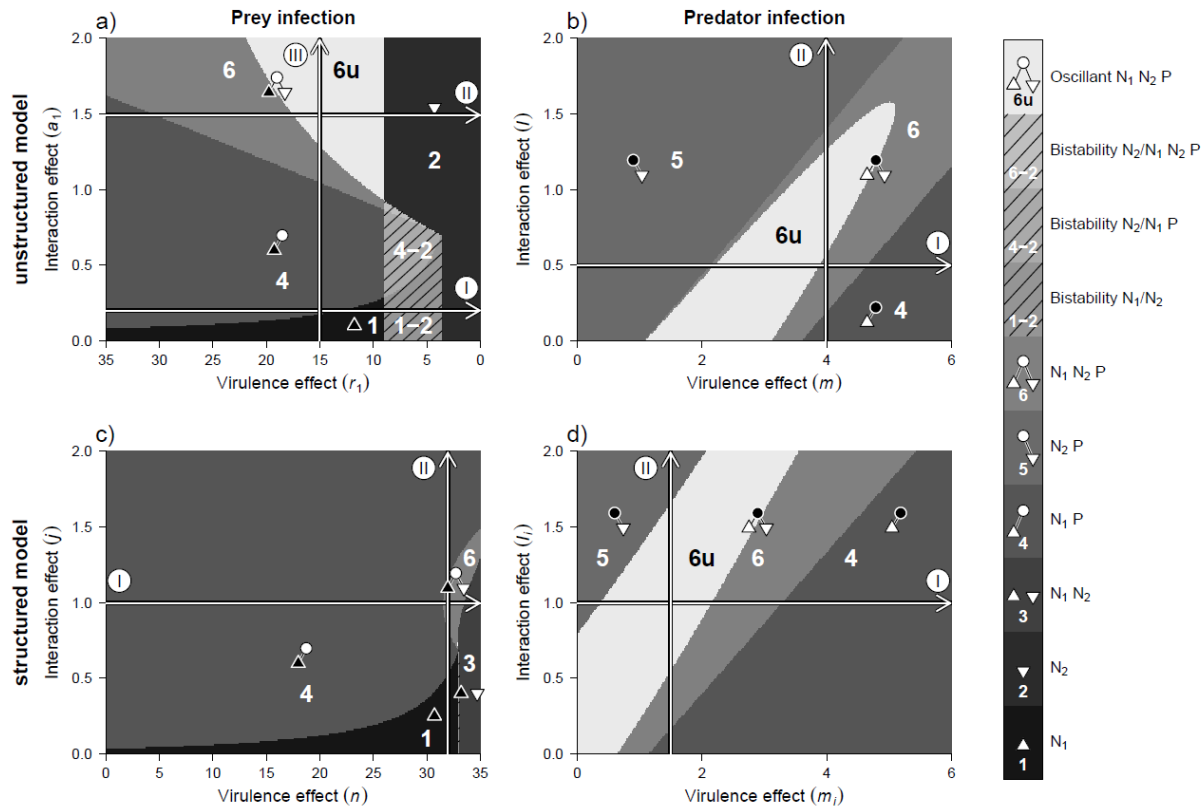 Prey infection
Predator infection
unstructured model
structured model
a)
Interaction effect (a1)
2.0
1.5
1.0
0.5
0.0
35 30 25 20 15 10 5 0
Virulence effect (r1)
6
III
6u
II
2
4
4−2
I
1
1−2
b)
Interaction effect (I)
2.0
1.5
1.0
0.5
0.0
0 2 4 6
Virulence effect (m)
II
6
5
6u
I
4
c)
Interaction effect (j)
2.0
1.5
1.0
0.5
0.0
0 5 10 15 20 25 30 35
Virulence effect (n)
II
6
I
4
3
1
d)
Interaction effect (Ii)
2.0
1.5
1.0
0.5
0.0
0 2 4 6
Virulence effect (mi)
II
5
6u
6
4
I
6u Oscillant N1 N2 P
6−2 Bistability N2/N1 N2 P
4−2 Bistability N2/N1 P
1−2 Bistability N1/N2
6 N1 N2 P
5 N2 P
4 N1 P
3 N1 N2
2 N2
1 N1